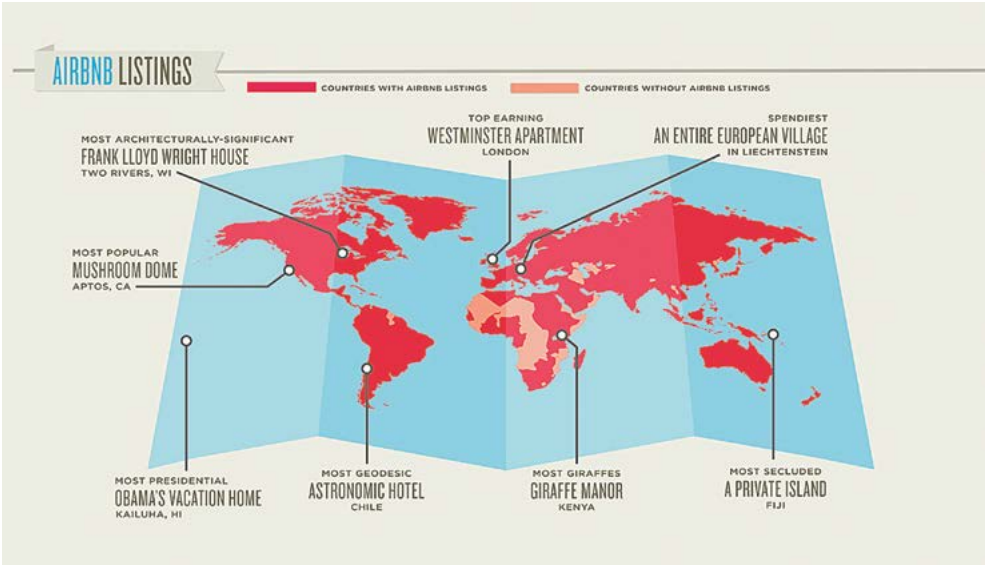 AIRBNB LISTINGS
COUNTRIES WITH AIRBNB LISTINGS
COUNTRIES WITHOUT AIRBNB LISTINGS
MOST ARCHITECTURALLY-SIGNIFICANT
FRANK LLOYD WRIGHT HOUSE
TWO RIVERS, WI
TOP EARNING
WESTMINSTER APARTMENT
LONDON
SPENDIEST
AN ENTIRE EUROPEAN VILLAGE
IN LIECHTENSTEIN
MOST POPULAR
MUSHROOM DOME
APTOS, CA
MOST PRESIDENTIAL
OBAMA'S VACATION HOME
KAILUHA, HI
MOST GEODESIC
ASTRONOMIC HOTEL
CHILE
MOST GIRAFFES
GIRAFFE MANOR
KENYA
MOST SECLUDED
A PRIVATE ISLAND
FIJI